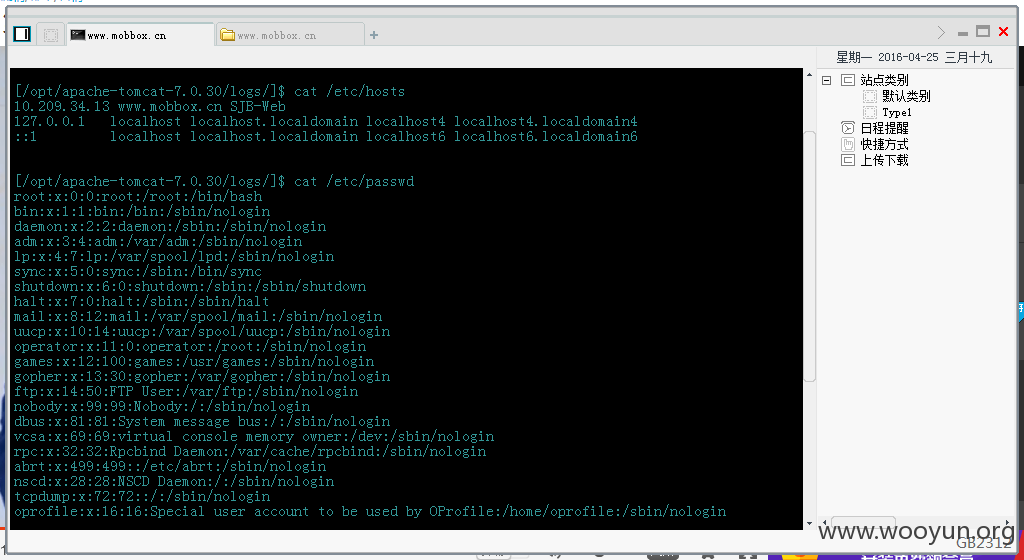 www.mobbox.cn
www.mobbox.cn
+
星期一 2016-04-25 三月十九
[/opt/apache-tomcat-7.0.30/logs/]$ cat /etc/hosts
10.209.34.13 www.mobbox.cn SJB-Web
127.0.0.1 localhost localhost.localdomain localhost4 localhost4.localdomain4
::1 localhost localhost.localdomain localhost6 localhost6.localdomain6
[/opt/apache-tomcat-7.0.30/logs/]$ cat /etc/passwd
root:x:0:0:root:/root:/bin/bash
bin:x:1:1:bin:/bin:/sbin/nologin
daemon:x:2:2:daemon:/sbin:/sbin/nologin
adm:x:3:4:adm:/var/adm:/sbin/nologin
lp:x:4:7:lp:/var/spool/lpd:/sbin/nologin
sync:x:5:0:sync:/sbin:/bin/sync
shutdown:x:6:0:shutdown:/sbin:/sbin/shutdown
halt:x:7:0:halt:/sbin:/sbin/halt
mail:x:8:12:mail:/var/spool/mail:/sbin/nologin
uucp:x:10:14:uucp:/var/spool/uucp:/sbin/nologin
operator:x:11:0:operator:/root:/sbin/nologin
games:x:12:100:games:/usr/games:/sbin/nologin
gopher:x:13:30:gopher:/var/gopher:/sbin/nologin
ftp:x:14:50:FTP User:/var/ftp:/sbin/nologin
nobody:x:99:99:Nobody:/:/sbin/nologin
dbus:x:81:81:System message bus:/:/sbin/nologin
vcsa:x:69:69:virtual console memory owner:/dev:/sbin/nologin
rpc:x:32:32:Rpcbind Daemon:/var/cache/rpcbind:/sbin/nologin
abrt:x:499:499::/etc/abrt:/sbin/nologin
nscd:x:28:28:NSCD Daemon:/:/sbin/nologin
tcpdump:x:72:72::/:/sbin/nologin
oprofile:x:16:16:Special user account to be used by OProfile:/home/oprofile:/sbin/nologin
站点类别
默认类别
Type1
日程提醒
快捷方式
上传下载
www.wooyun.org
GB2312